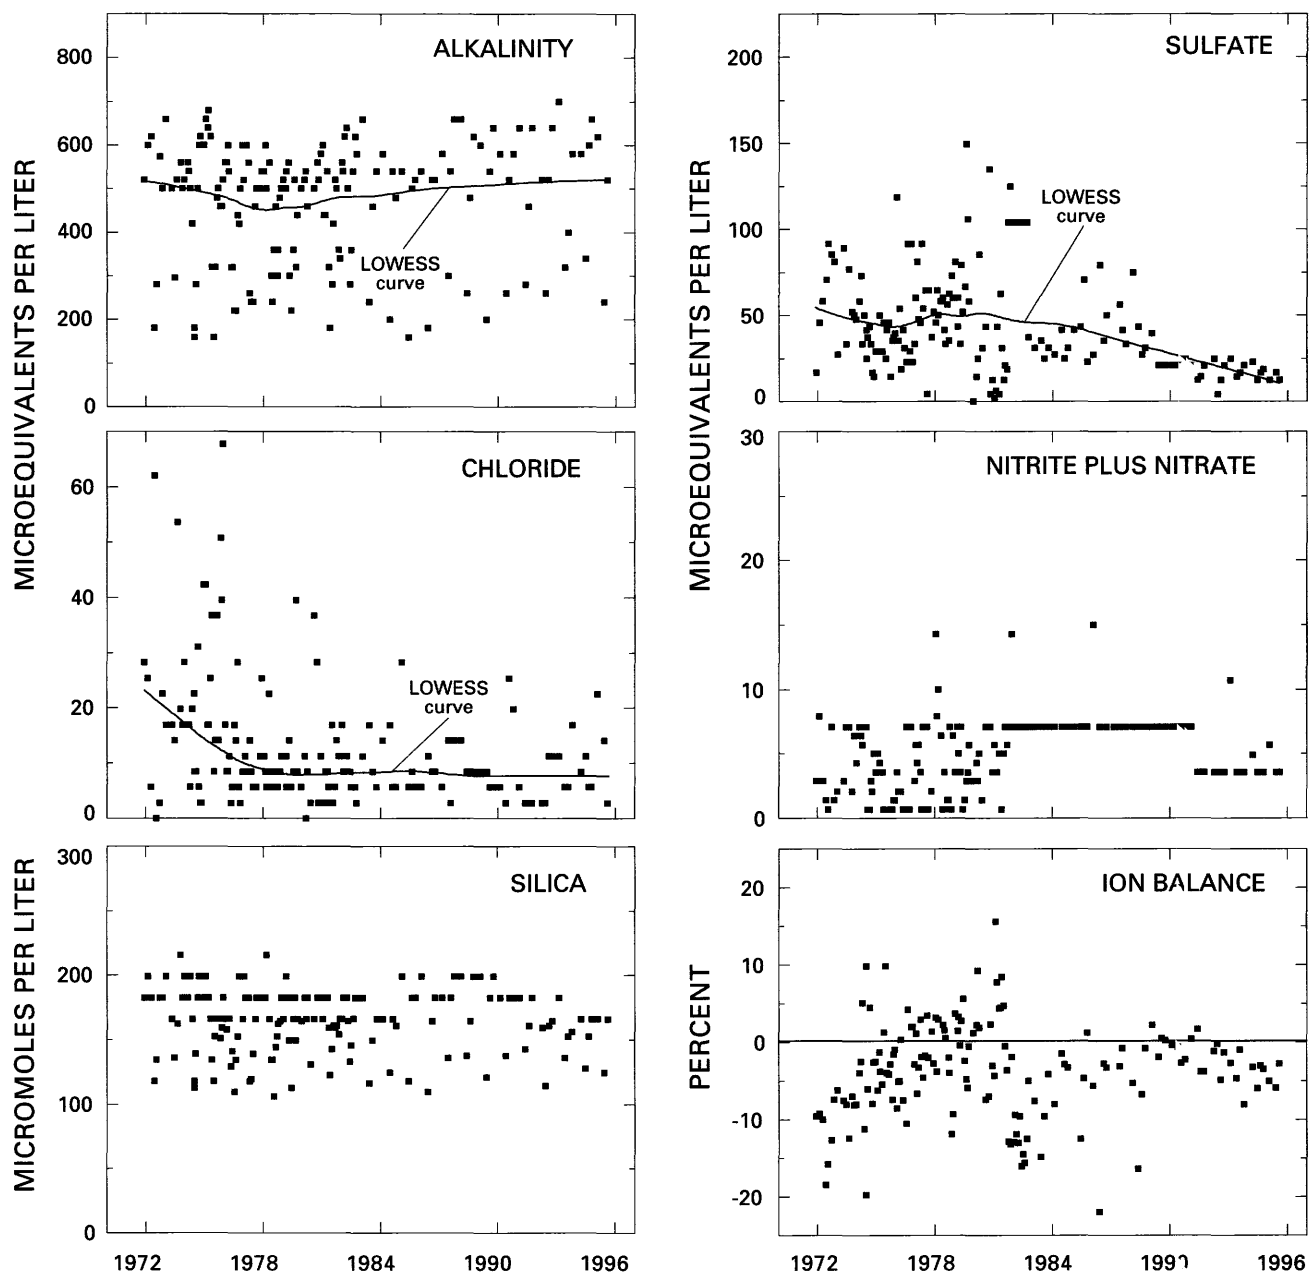 ALKALINITY
800
600
400
200
0
LOWESS
curve
MICROEQUIVALENTS PER LITER
SULFATE
200
150
100
50
0
LOWESS
curve
MICROEQUIVALENTS PER LITER
CHLORIDE
60
40
20
0
LOWESS
curve
NITRITE PLUS NITRATE
30
20
10
0
SILICA
300
200
100
0
MICROMOLES PER LITER
1972 1978 1984 1990 1996
ION BALANCE
20
10
0
-10
-20
PERCENT
1972 1978 1984 1996